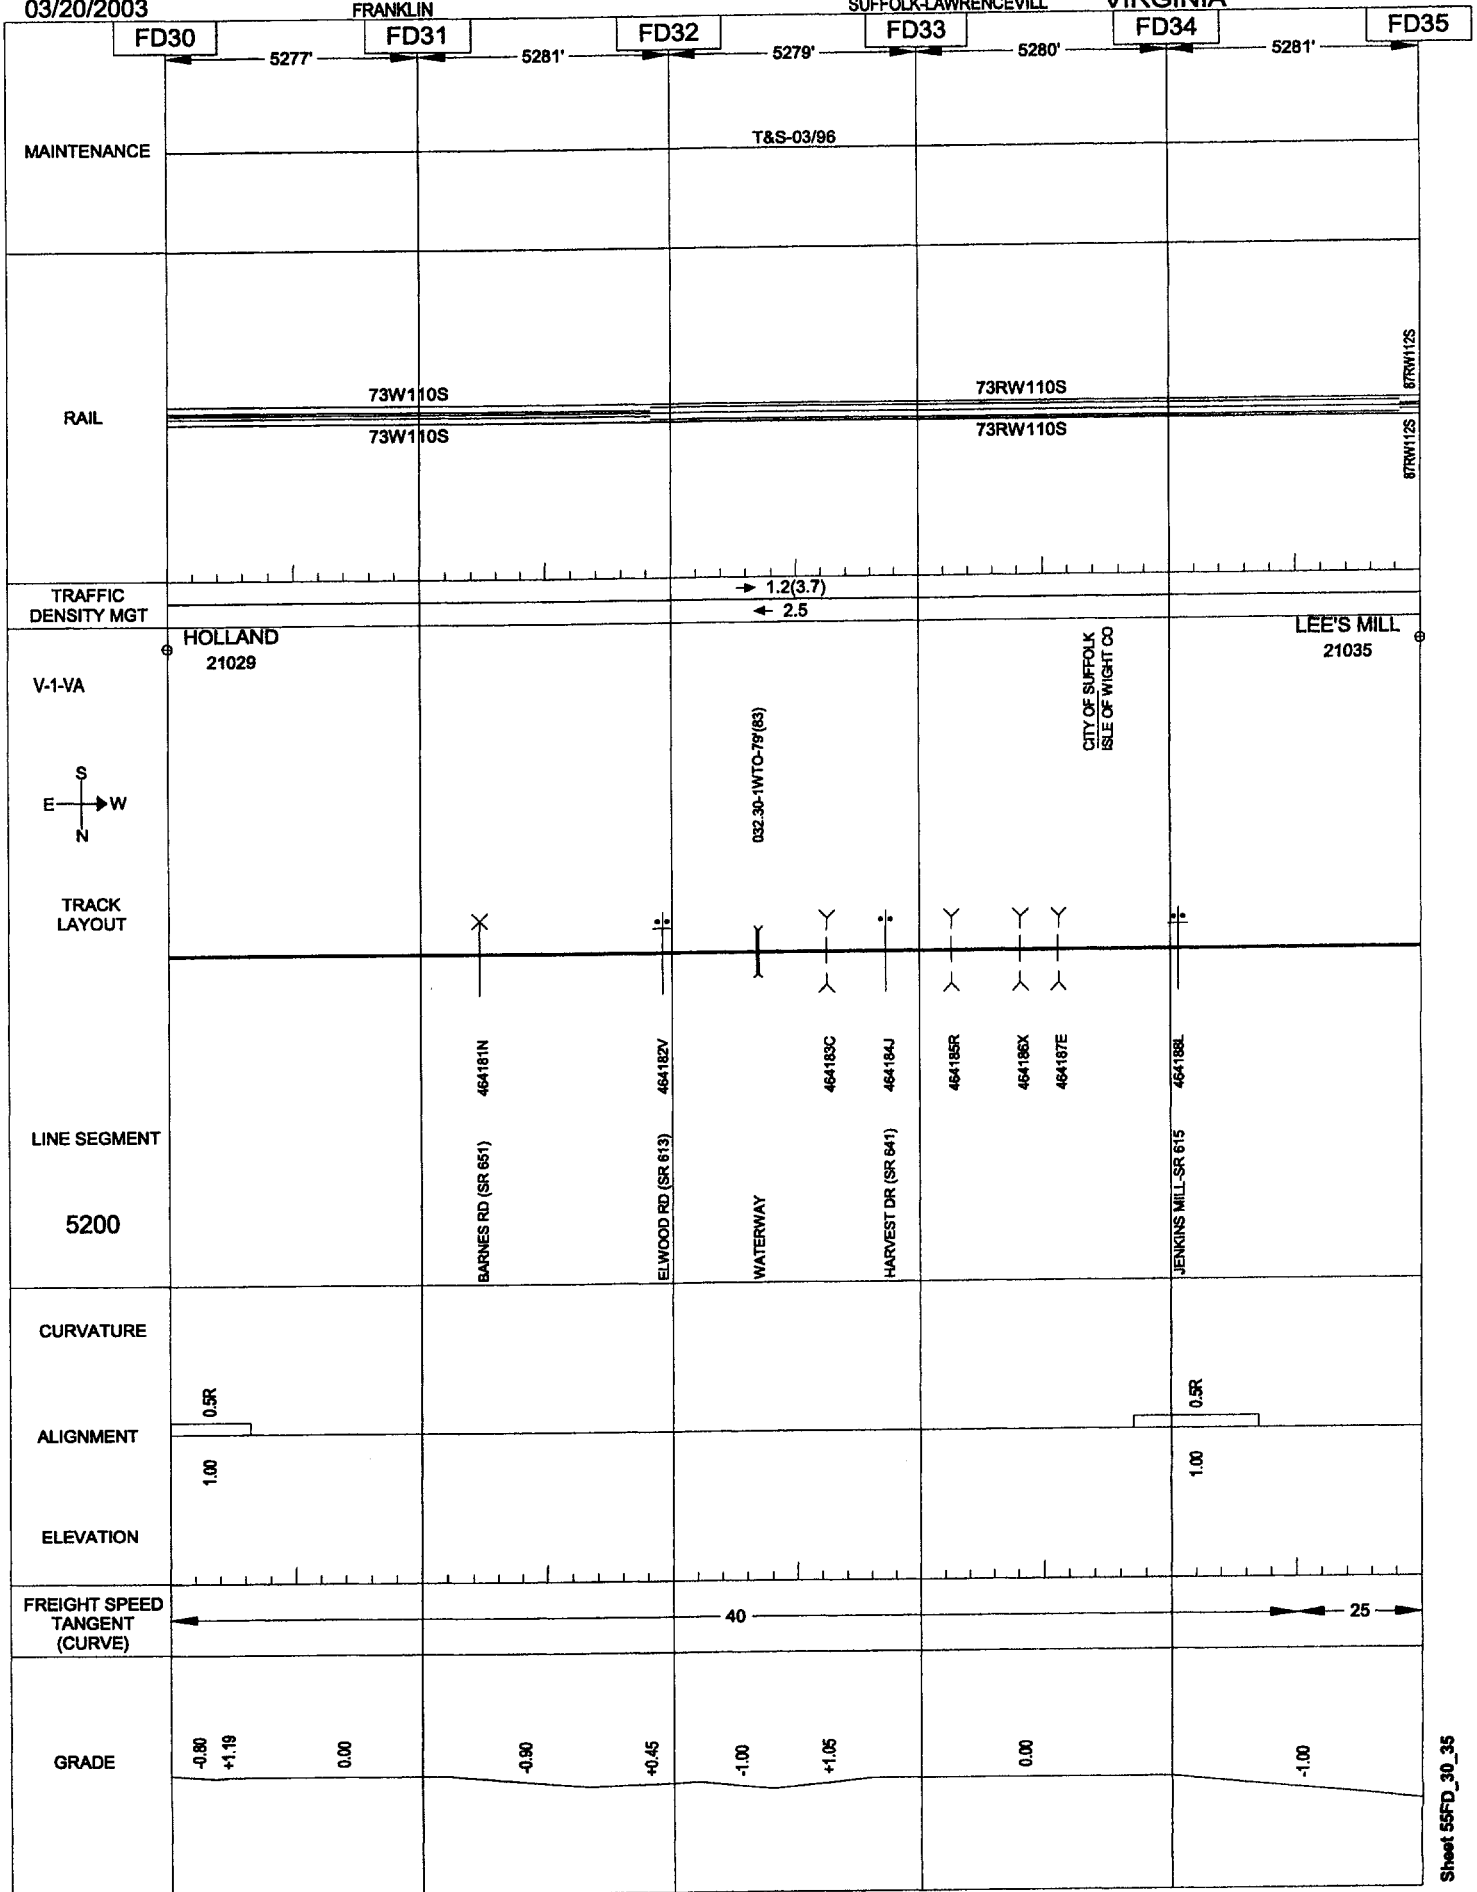 03/20/2003 FRANKLIN SUFFOLK-LAWRENCEVILL VIRGINIA
FD30 FD31 FD32 FD33 FD34 FD35
5277' 5281' 5279' 5280' 5281'
MAINTENANCE
T&S-03/96
RAIL
73W110S
73W110S
73RW110S
73RW110S
87RW112S
87RW112S
TRAFFIC
DENSITY MGT
1.2(3.7)
2.5
HOLLAND
21029
LEE'S MILL
21035
V-1-VA
S
E W
N
032.30-1WTO-79'(83)
CITY OF SUFFOLK
ISLE OF WIGHT CO
TRACK
LAYOUT
464181N
464182V
464183C
464184J
464185R
464186X
464187E
464188L
LINE SEGMENT
5200
BARNES RD (SR 651)
ELWOOD RD (SR 613)
WATERWAY
HARVEST DR (SR 641)
JENKINS MILL-SR 615
CURVATURE
0.5R
0.5R
ALIGNMENT
1.00
1.00
ELEVATION
FREIGHT SPEED
TANGENT
(CURVE)
40
25
GRADE
-0.80
+1.19
0.00
-0.90
+0.45
-1.00
+1.05
0.00
-1.00
Sheet 55FD_30_35